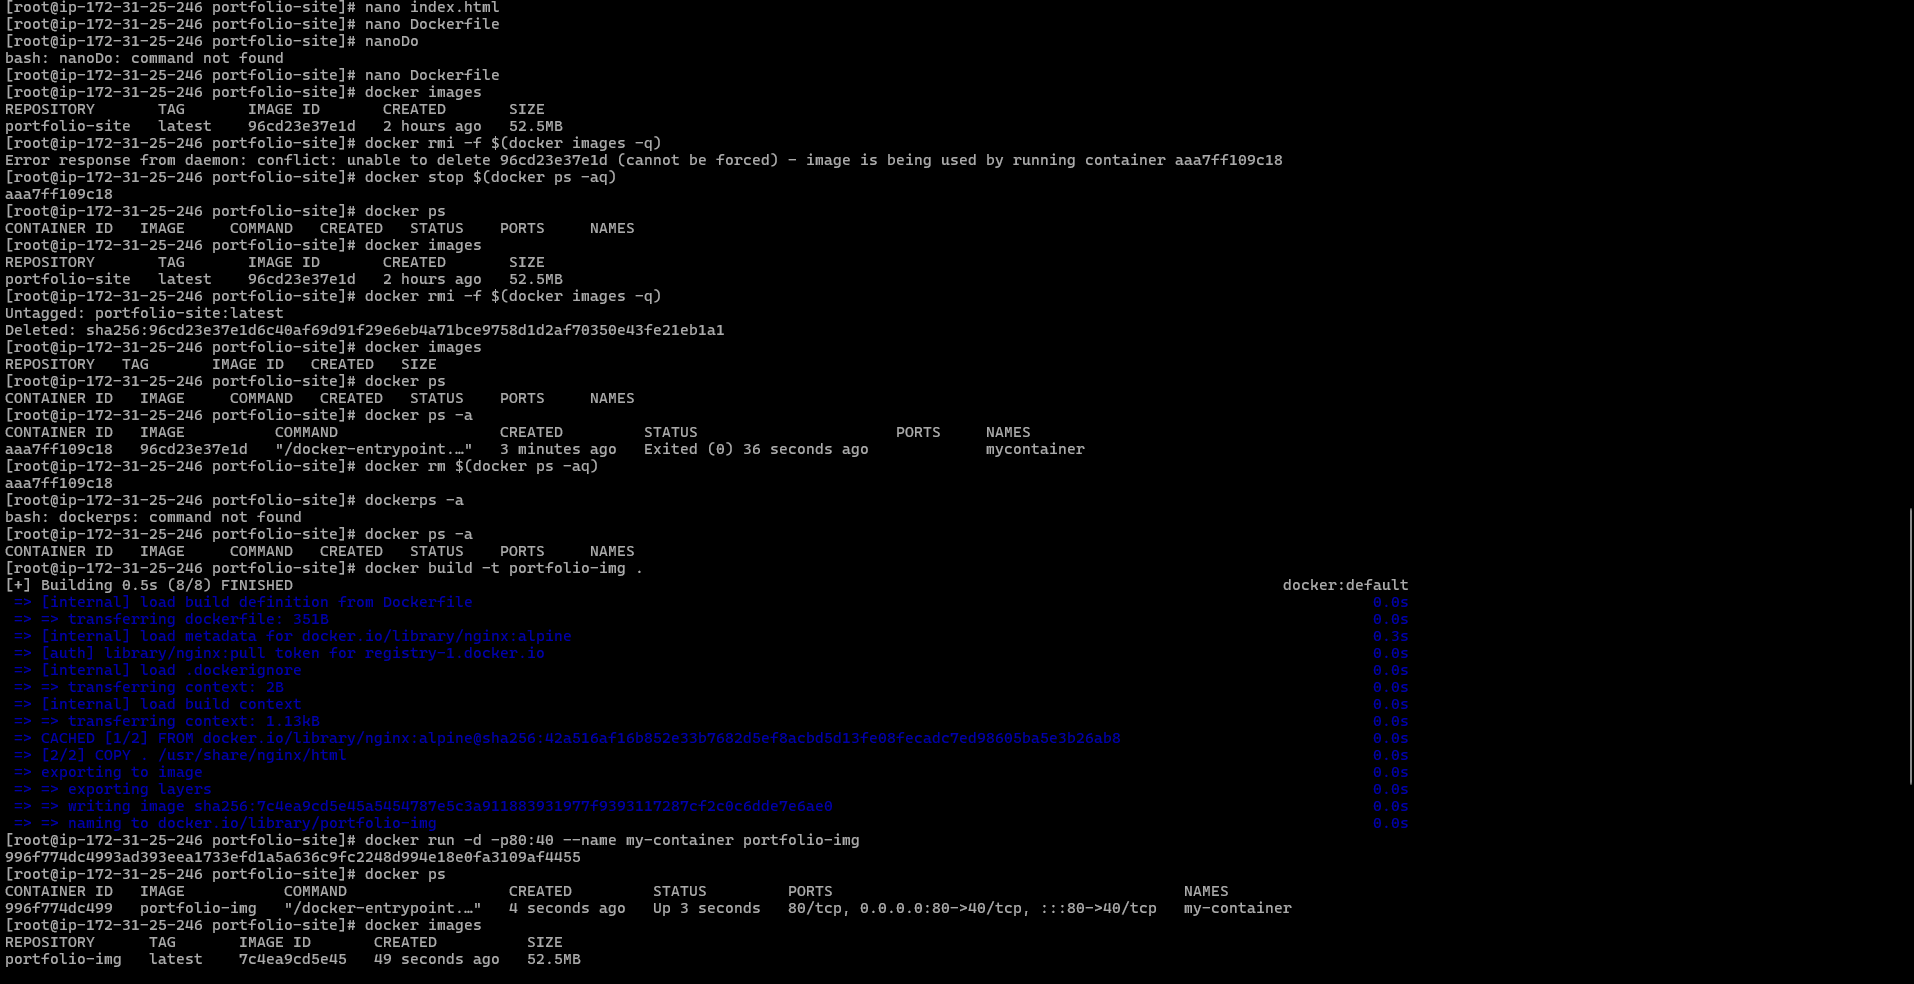 [root@ip-172-31-25-246 portfolio-site]# nano index.html
[root@ip-172-31-25-246 portfolio-site]# nano Dockerfile
[root@ip-172-31-25-246 portfolio-site]# nanoDo
bash: nanoDo: command not found
[root@ip-172-31-25-246 portfolio-site]# nano Dockerfile
[root@ip-172-31-25-246 portfolio-site]# docker images
REPOSITORY       TAG       IMAGE ID       CREATED       SIZE
portfolio-site   latest    96cd23e37e1d   2 hours ago   52.5MB
[root@ip-172-31-25-246 portfolio-site]# docker rmi -f $(docker images -q)
Error response from daemon: conflict: unable to delete 96cd23e37e1d (cannot be forced) - image is being used by running container aaa7ff109c18
[root@ip-172-31-25-246 portfolio-site]# docker stop $(docker ps -aq)
aaa7ff109c18
[root@ip-172-31-25-246 portfolio-site]# docker ps
CONTAINER ID   IMAGE     COMMAND   CREATED   STATUS    PORTS     NAMES
[root@ip-172-31-25-246 portfolio-site]# docker images
REPOSITORY       TAG       IMAGE ID       CREATED       SIZE
portfolio-site   latest    96cd23e37e1d   2 hours ago   52.5MB
[root@ip-172-31-25-246 portfolio-site]# docker rmi -f $(docker images -q)
Untagged: portfolio-site:latest
Deleted: sha256:96cd23e37e1d6c40af69d91f29e6eb4a71bce9758d1d2af70350e43fe21eb1a1
[root@ip-172-31-25-246 portfolio-site]# docker images
REPOSITORY   TAG       IMAGE ID   CREATED   SIZE
[root@ip-172-31-25-246 portfolio-site]# docker ps
CONTAINER ID   IMAGE     COMMAND   CREATED   STATUS    PORTS     NAMES
[root@ip-172-31-25-246 portfolio-site]# docker ps -a
CONTAINER ID   IMAGE          COMMAND                  CREATED         STATUS                      PORTS     NAMES
aaa7ff109c18   96cd23e37e1d   "/docker-entrypoint.…"   3 minutes ago   Exited (0) 36 seconds ago             mycontainer
[root@ip-172-31-25-246 portfolio-site]# docker rm $(docker ps -aq)
aaa7ff109c18
[root@ip-172-31-25-246 portfolio-site]# dockerps -a
bash: dockerps: command not found
[root@ip-172-31-25-246 portfolio-site]# docker ps -a
CONTAINER ID   IMAGE     COMMAND   CREATED   STATUS    PORTS     NAMES
[root@ip-172-31-25-246 portfolio-site]# docker build -t portfolio-img .
[+] Building 0.5s (8/8) FINISHED docker:default
=> [internal] load build definition from Dockerfile 0.0s
=> => transferring dockerfile: 351B 0.0s
=> [internal] load metadata for docker.io/library/nginx:alpine 0.3s
=> [auth] library/nginx:pull token for registry-1.docker.io 0.0s
=> [internal] load .dockerignore 0.0s
=> => transferring context: 2B 0.0s
=> [internal] load build context 0.0s
=> => transferring context: 1.13kB 0.0s
=> CACHED [1/2] FROM docker.io/library/nginx:alpine@sha256:42a516af16b852e33b7682d5ef8acbd5d13fe08fecadc7ed98605ba5e3b26ab8 0.0s
=> [2/2] COPY . /usr/share/nginx/html 0.0s
=> exporting to image 0.0s
=> => exporting layers 0.0s
=> => writing image sha256:7c4ea9cd5e45a5454787e5c3a911883931977f9393117287cf2c0c6dde7e6ae0 0.0s
=> => naming to docker.io/library/portfolio-img 0.0s
[root@ip-172-31-25-246 portfolio-site]# docker run -d -p80:40 --name my-container portfolio-img
996f774dc4993ad393eea1733efd1a5a636c9fc2248d994e18e0fa3109af4455
[root@ip-172-31-25-246 portfolio-site]# docker ps
CONTAINER ID   IMAGE           COMMAND                  CREATED         STATUS         PORTS                                       NAMES
996f774dc499   portfolio-img   "/docker-entrypoint.…"   4 seconds ago   Up 3 seconds   80/tcp, 0.0.0.0:80->40/tcp, :::80->40/tcp   my-container
[root@ip-172-31-25-246 portfolio-site]# docker images
REPOSITORY      TAG       IMAGE ID       CREATED          SIZE
portfolio-img   latest    7c4ea9cd5e45   49 seconds ago   52.5MB